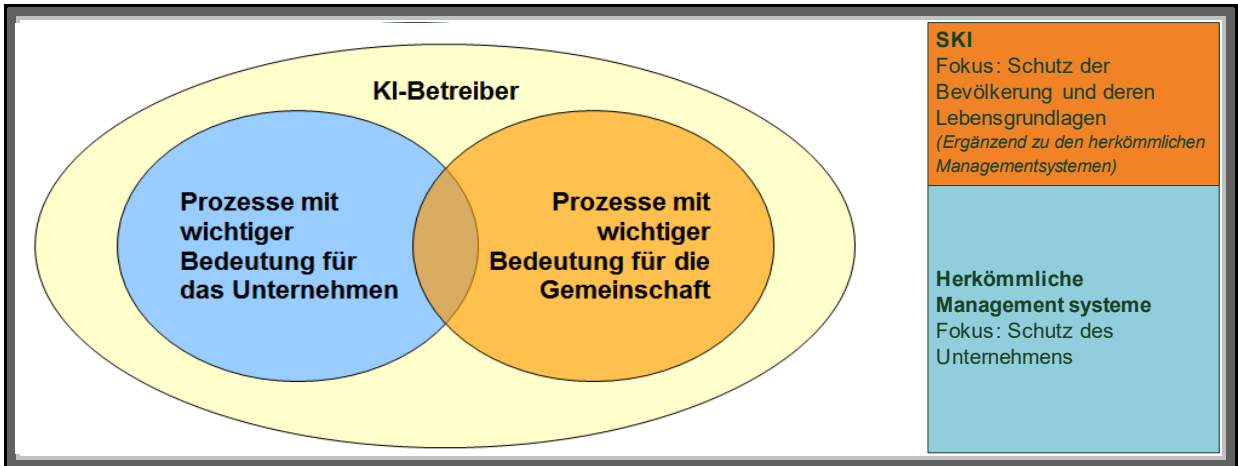 KI-Betreiber
Prozesse mit
wichtiger
Bedeutung für
das Unternehmen
Prozesse mit
wichtiger
Bedeutung für die
Gemeinschaft
SKI
Fokus: Schutz der
Bevölkerung und deren
Lebensgrundlagen
(Ergänzend zu den herkömmlichen
Managementsystemen)
Herkömmliche
Management systeme
Fokus: Schutz des
Unternehmens